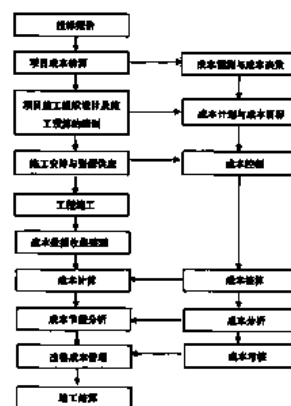 投标报价
项目成本估算
成本预测与成本决策
项目施工组织设计及施
工预算的编制
成本计划与成本目标
施工安排与资源供应
成本控制
工程施工
成本数据收集整理
成本计算
成本核算
成本节超分析
成本分析
改善成本管理
成本考核
竣工结算